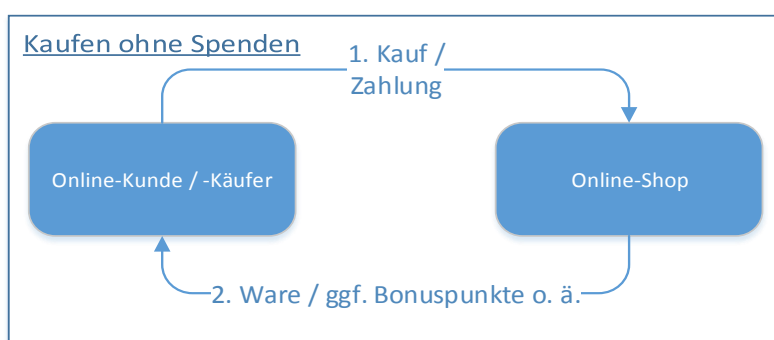 Kaufen ohne Spenden
1. Kauf /
Zahlung
Online-Kunde / -Käufer
Online-Shop
2. Ware / ggf. Bonuspunkte o. ä.